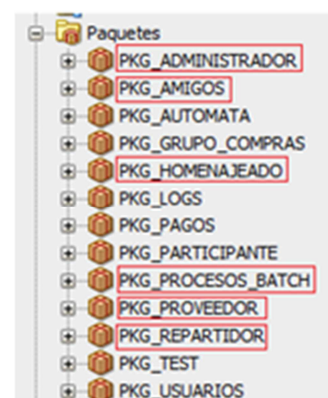 Paquetes
PKG_ADMINISTRADOR
PKG_AMIGOS
PKG_AUTOMATA
PKG_GRUPO_COMPRAS
PKG_HOMENAJEADO
PKG_LOGS
PKG_PAGOS
PKG_PARTICIPANTE
PKG_PROCESOS_BATCH
PKG_PROVEEDOR
PKG_REPARTIDOR
PKG_TEST
PKG_USUARIOS